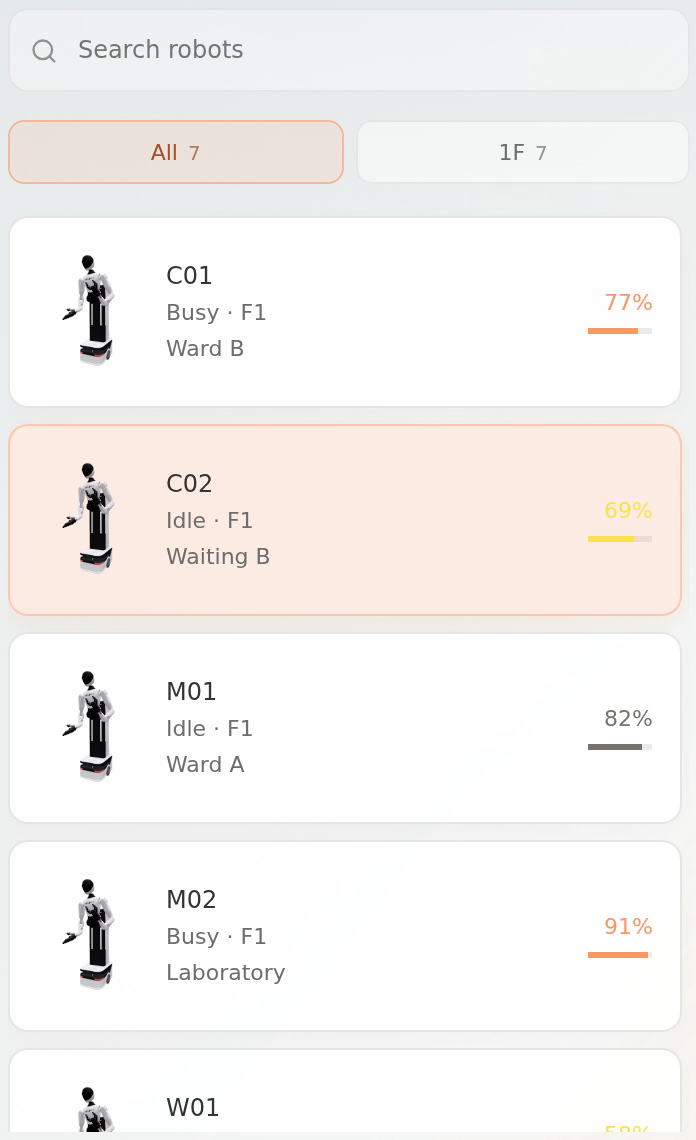 Search robots
All 7
1F 7
C01
Busy · F1
Ward B
77%
C02
Idle · F1
Waiting B
69%
M01
Idle · F1
Ward A
82%
M02
Busy · F1
Laboratory
91%
W01
58%